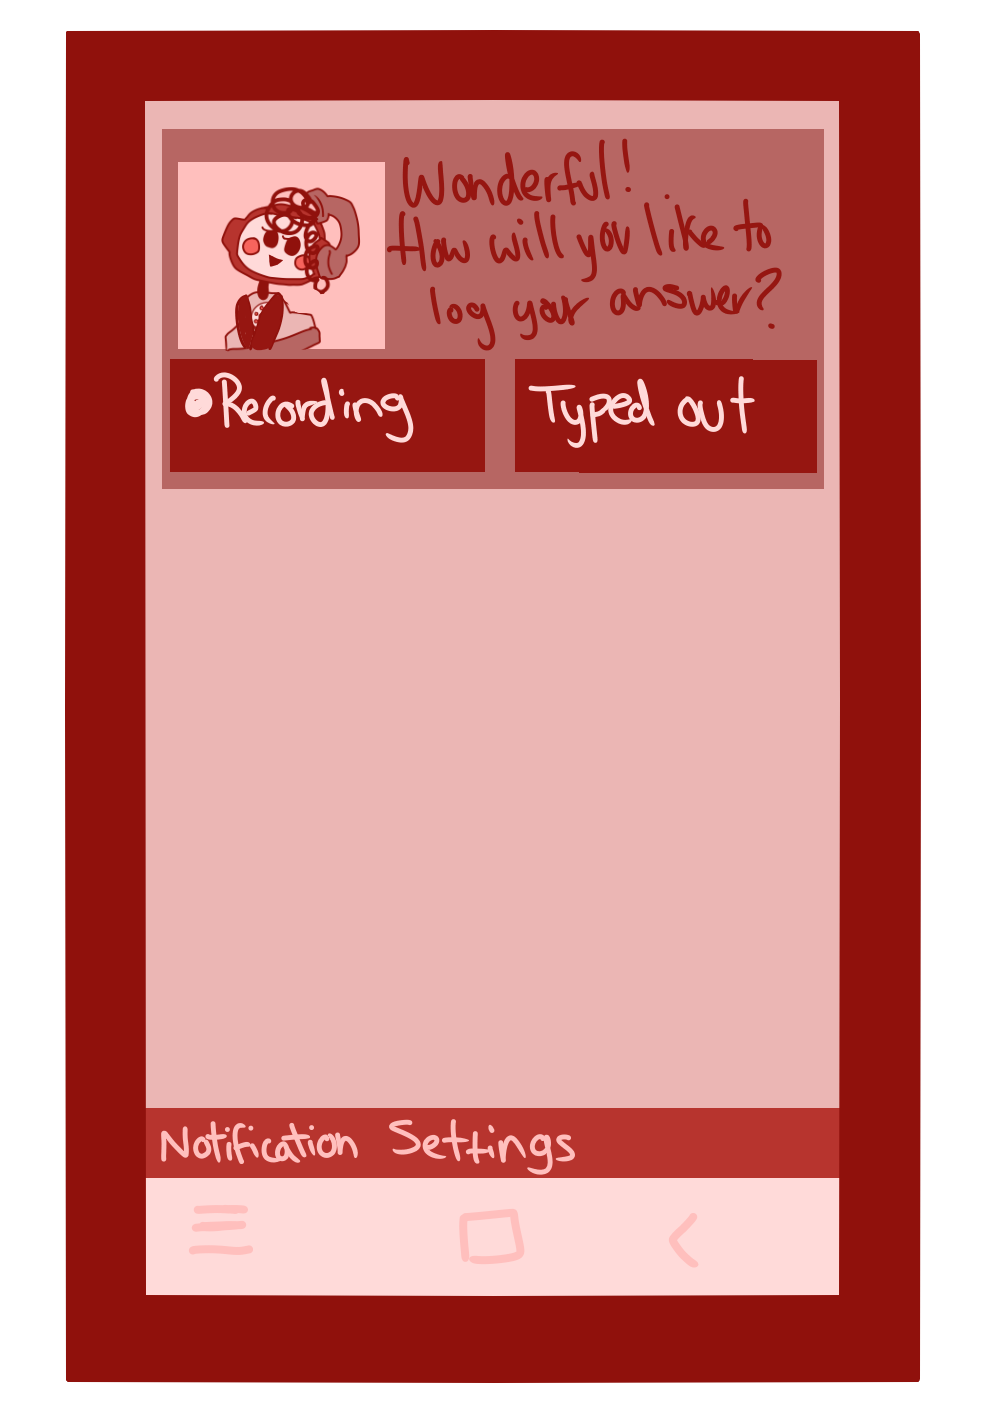 Wonderful!
How will you like to
log your answer?
Recording
Typed out
Notification Settings